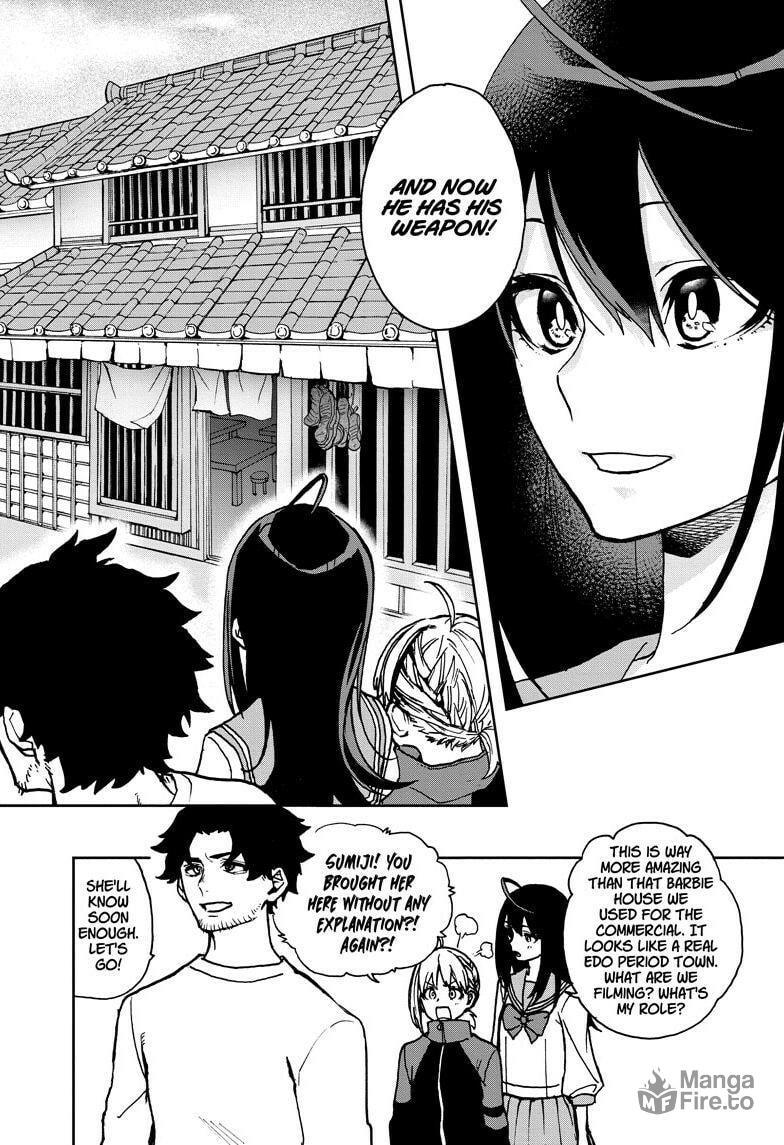 AND NOW
HE HAS HIS
WEAPON!
THIS IS WAY
MORE AMAZING
THAN THAT BARBIE
HOUSE WE
USED FOR THE
COMMERCIAL. IT
LOOKS LIKE A REAL
EDO PERIOD TOWN.
WHAT ARE WE
FILMING? WHAT'S
MY ROLE?
SUMIJI! YOU
BROUGHT HER
HERE WITHOUT ANY
EXPLANATION?!
AGAIN?!
SHE'LL
KNOW
SOON
ENOUGH.
LET'S
GO!
MF
Manga
Fire.to